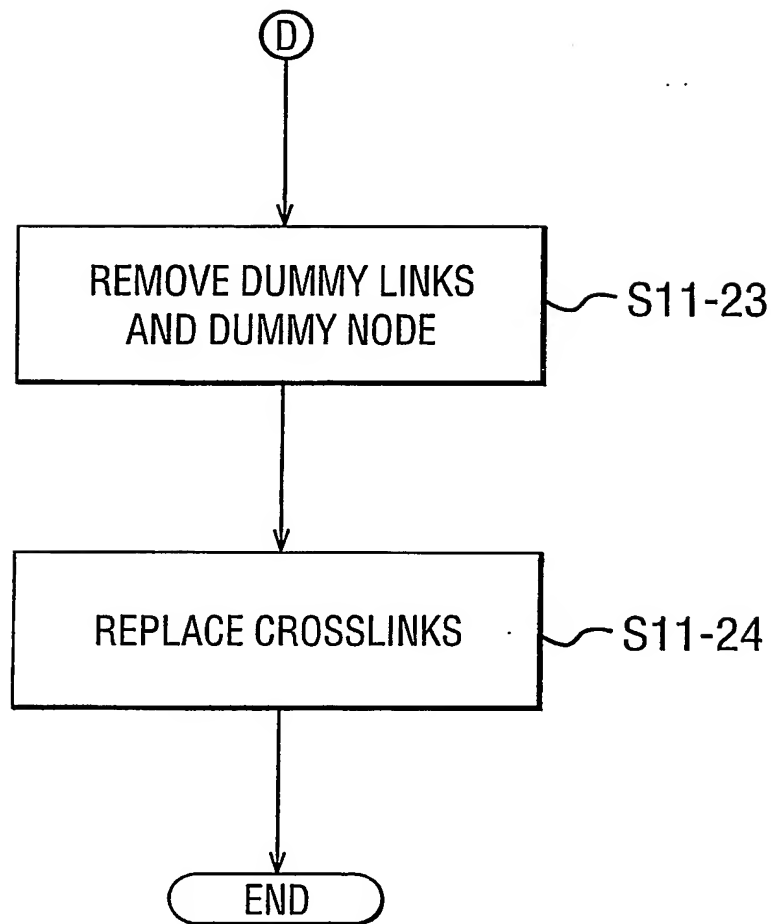 D
REMOVE DUMMY LINKS
AND DUMMY NODE
S11-23
REPLACE CROSSLINKS
S11-24
END